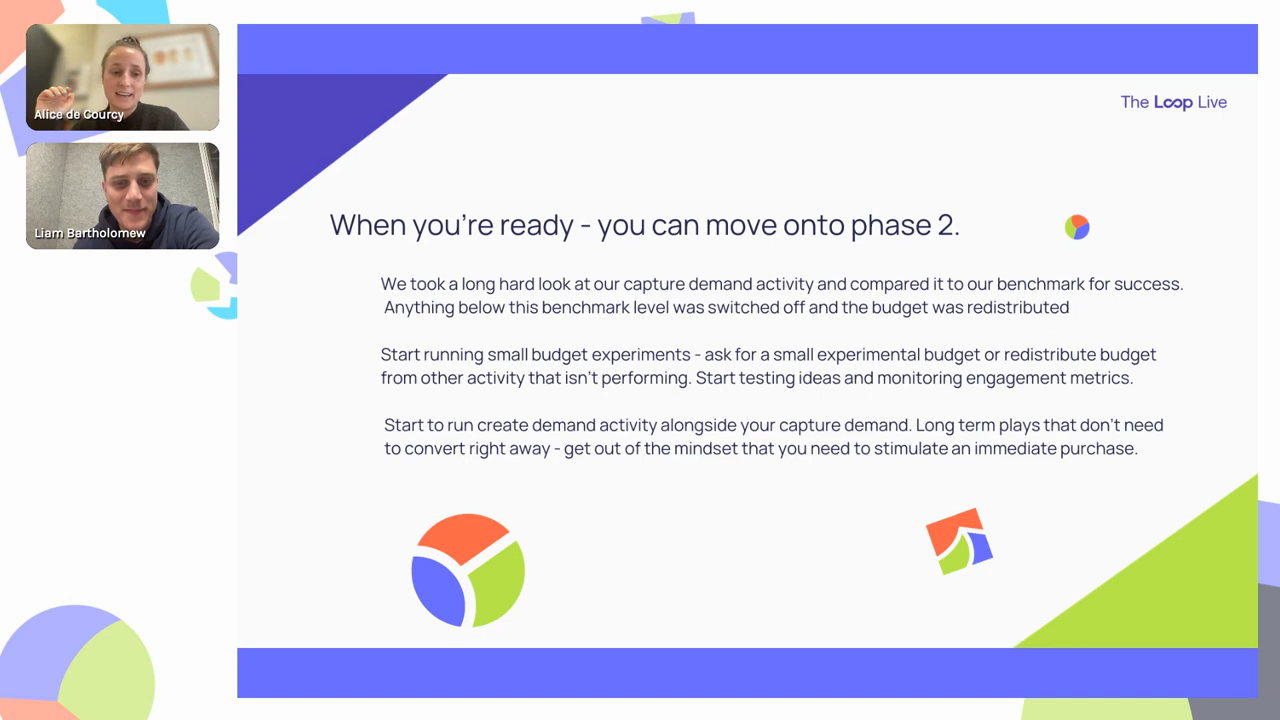 Alice de Courcy
Liam Bartholomew
The Loop Live
When you're ready - you can move onto phase 2.
We took a long hard look at our capture demand activity and compared it to our benchmark for success.
Anything below this benchmark level was switched off and the budget was redistributed
Start running small budget experiments - ask for a small experimental budget or redistribute budget
from other activity that isn't performing. Start testing ideas and monitoring engagement metrics.
Start to run create demand activity alongside your capture demand. Long term plays that don't need
to convert right away - get out of the mindset that you need to stimulate an immediate purchase.